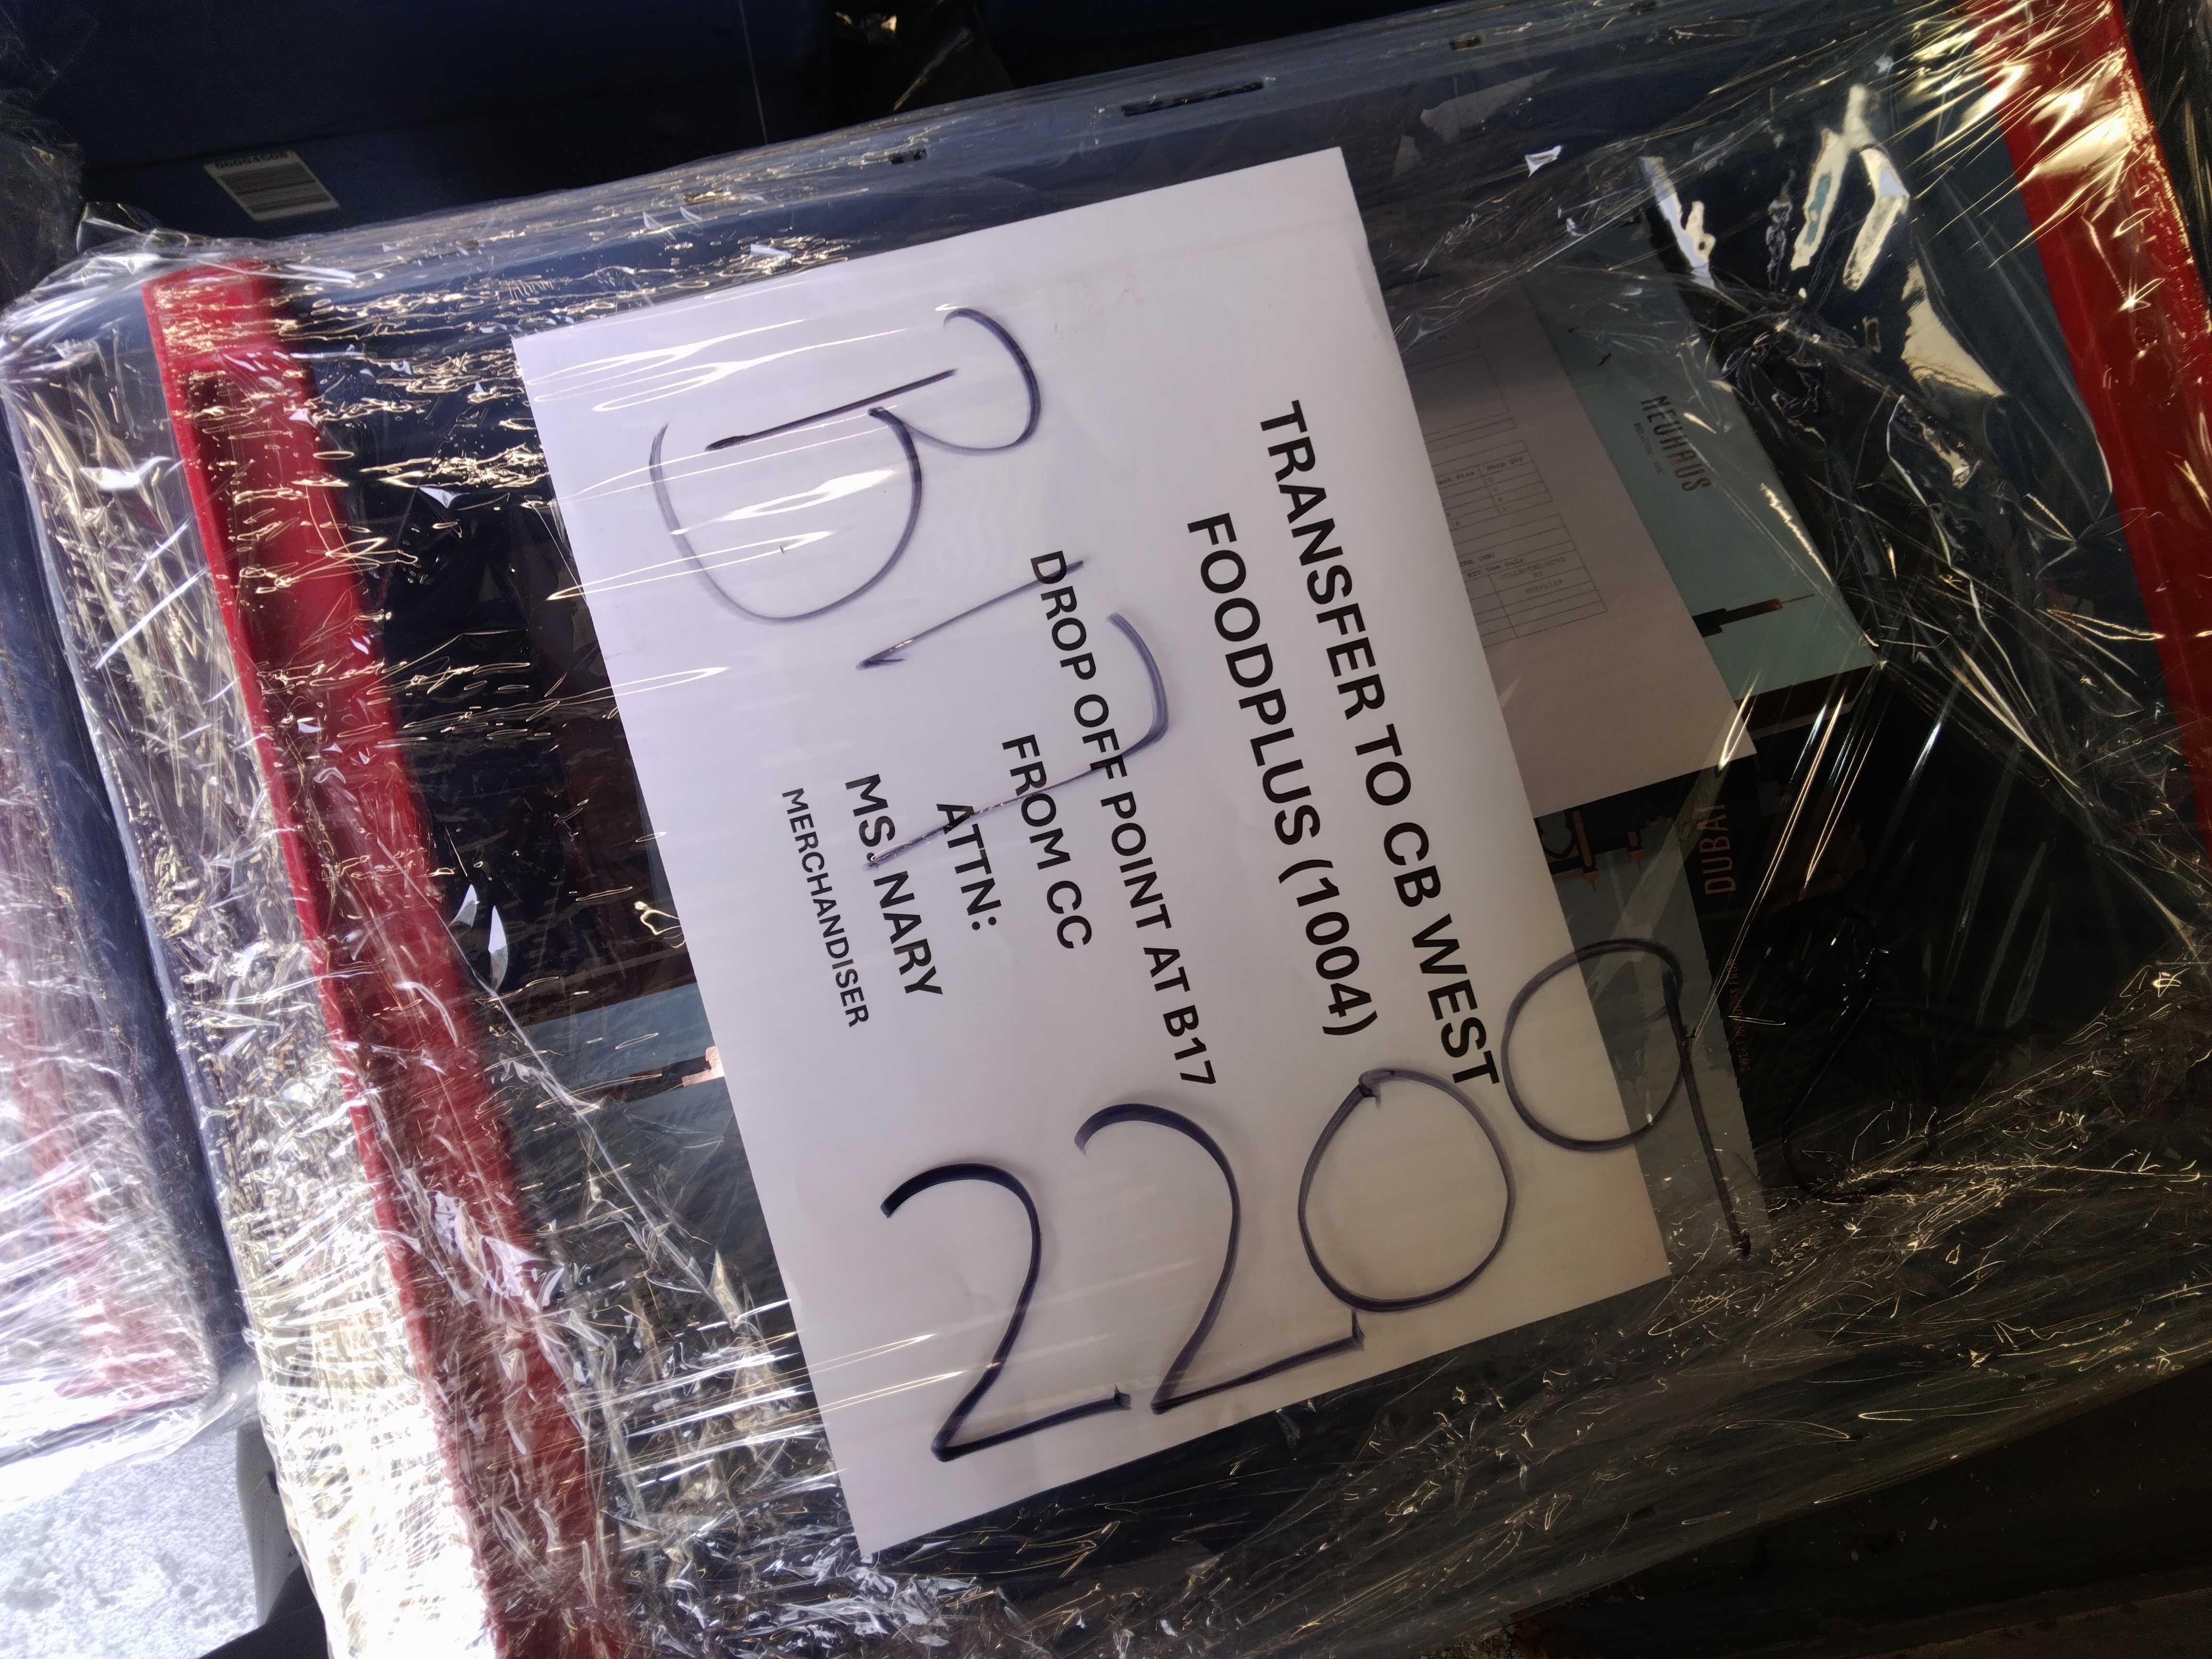 TRANSFER TO CB WEST
FOODPLUS (1004)
DROP OFF POINT AT B17
FROM CC
ATTN:
MS. NARY
MERCHANDISER
B17
2209
NEUHAUS
DUBAI